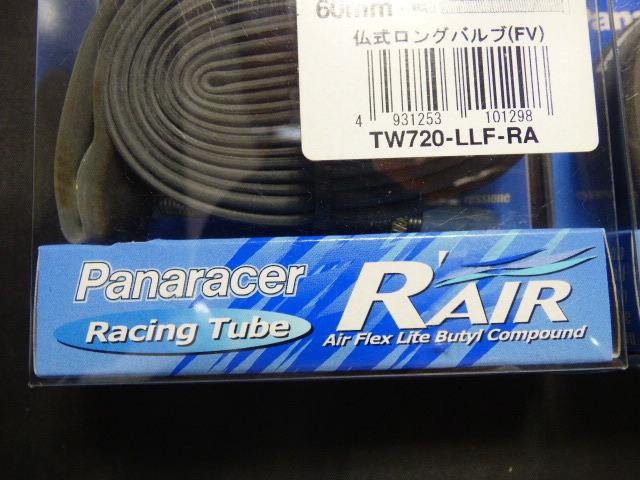 60mm
仏式ロングバルブ(FV)
4 931253 101298
TW720-LLF-RA
Panaracer
R'AIR
Racing Tube
Air Flex Lite Butyl Compound